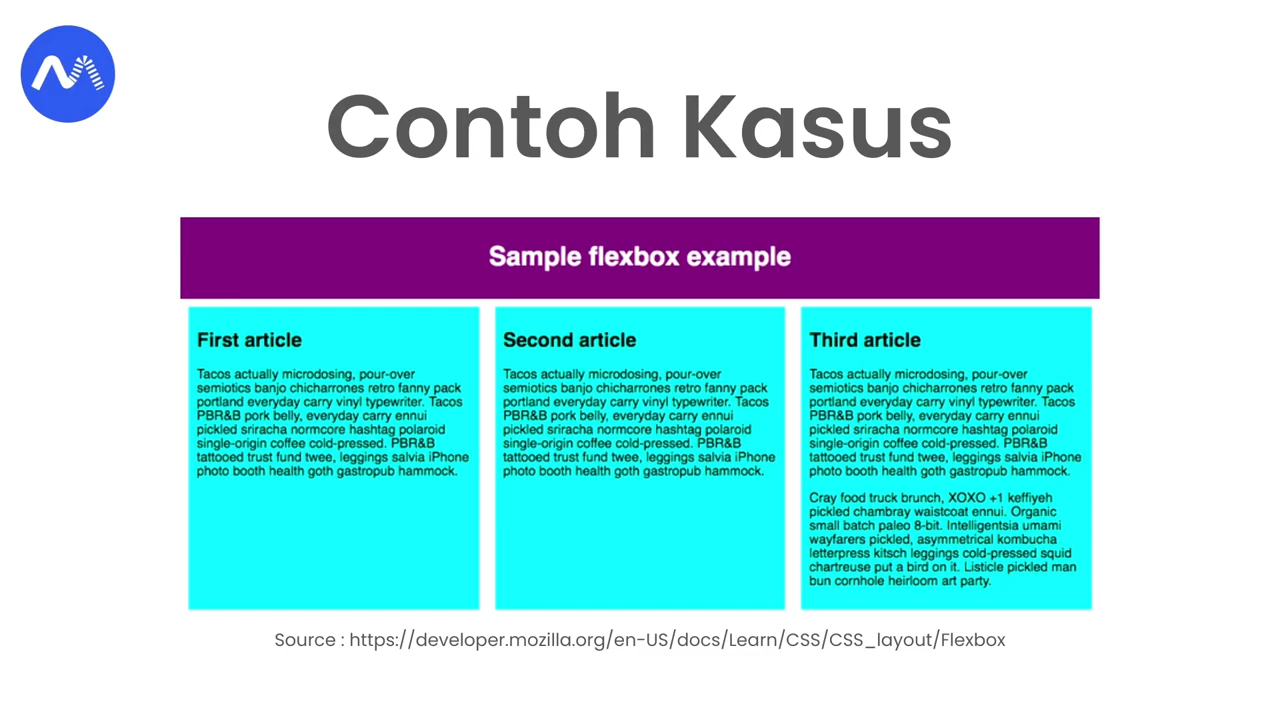 Contoh Kasus
Sample flexbox example
First article
Tacos actually microdosing, pour-over
semiotics banjo chicharrones retro fanny pack
portland everyday carry vinyl typewriter. Tacos
PBR&B pork belly, everyday carry ennui
pickled sriracha normcore hashtag polaroid
single-origin coffee cold-pressed. PBR&B
tattooed trust fund twee, leggings salvia iPhone
photo booth health goth gastropub hammock.
Second article
Tacos actually microdosing, pour-over
semiotics banjo chicharrones retro fanny pack
portland everyday carry vinyl typewriter. Tacos
PBR&B pork belly, everyday carry ennui
pickled sriracha normcore hashtag polaroid
single-origin coffee cold-pressed. PBR&B
tattooed trust fund twee, leggings salvia iPhone
photo booth health goth gastropub hammock.
Third article
Tacos actually microdosing, pour-over
semiotics banjo chicharrones retro fanny pack
portland everyday carry vinyl typewriter. Tacos
PBR&B pork belly, everyday carry ennui
pickled sriracha normcore hashtag polaroid
single-origin coffee cold-pressed. PBR&B
tattooed trust fund twee, leggings salvia iPhone
photo booth health goth gastropub hammock.
Cray food truck brunch, XOXO +1 keffiyeh
pickled chambray waistcoat ennui. Organic
small batch paleo 8-bit. Intelligentsia umami
wayfarers pickled, asymmetrical kombucha
letterpress kitsch leggings cold-pressed squid
chartreuse put a bird on it. Listicle pickled man
bun cornhole heirloom art party.
Source : https://developer.mozilla.org/en-US/docs/Learn/CSS/CSS_layout/Flexbox